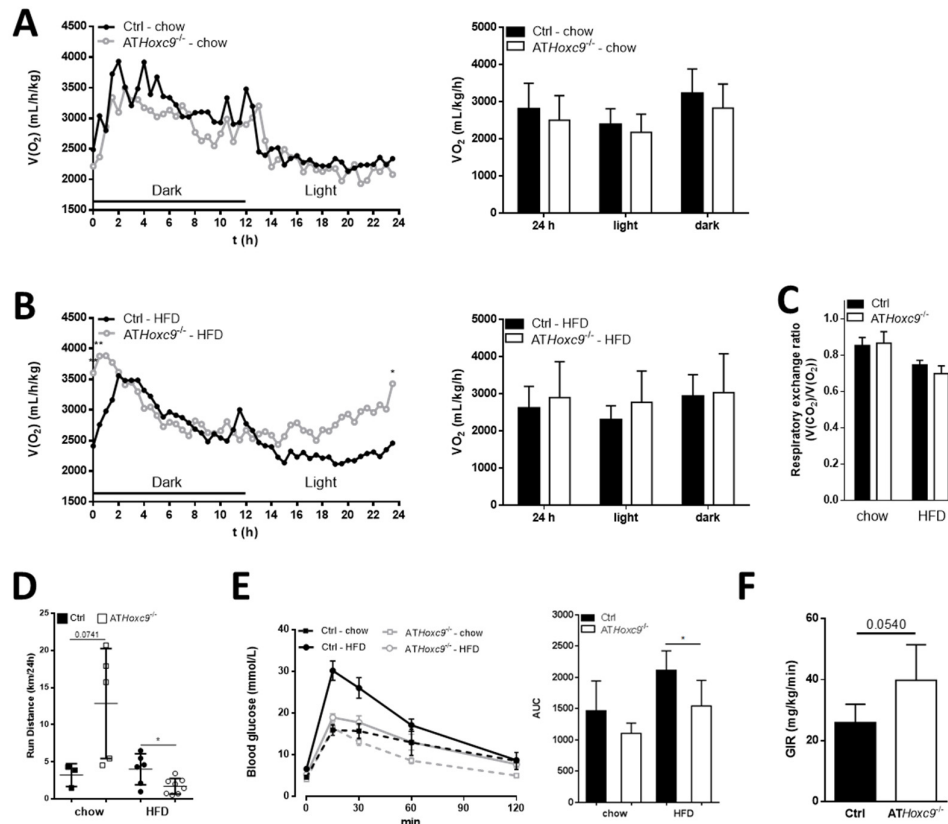 A
Ctrl - chow
ATHoxc9-/- - chow
V(O2) (mL/h/kg)
4500
4000
3500
3000
2500
2000
1500
Dark
Light
0 2 4 6 8 10 12 14 16 18 20 22 24
t (h)
Ctrl - chow
ATHoxc9-/- - chow
VO2 (mL/kg/h)
5000
4000
3000
2000
1000
0
24 h light dark
B
Ctrl - HFD
ATHoxc9-/- - HFD
V(O2) (mL/h/kg)
4500
4000
3500
3000
2500
2000
1500
**
*
Dark
Light
0 2 4 6 8 10 12 14 16 18 20 22 24
t (h)
Ctrl - HFD
ATHoxc9-/- - HFD
VO2 (mL/kg/h)
5000
4000
3000
2000
1000
0
24 h light dark
C
Ctrl
ATHoxc9-/-
Respiratory exchange ratio
(V(CO2)/V(O2))
1.0
0.8
0.6
0.4
0.2
0.0
chow HFD
D
Ctrl ATHoxc9-/-
Run Distance (km/24h)
25
20
15
10
5
0
0.0741
*
chow HFD
E
Ctrl - chow ATHoxc9-/- - chow
Ctrl - HFD ATHoxc9-/- - HFD
Blood glucose (mmol/L)
40
30
20
10
0
0 30 60 90 120
min
Ctrl
ATHoxc9-/-
AUC
3000
2500
2000
1500
1000
500
0
*
chow HFD
F
GIR (mg/kg/min)
60
40
20
0
0.0540
Ctrl ATHoxc9-/-